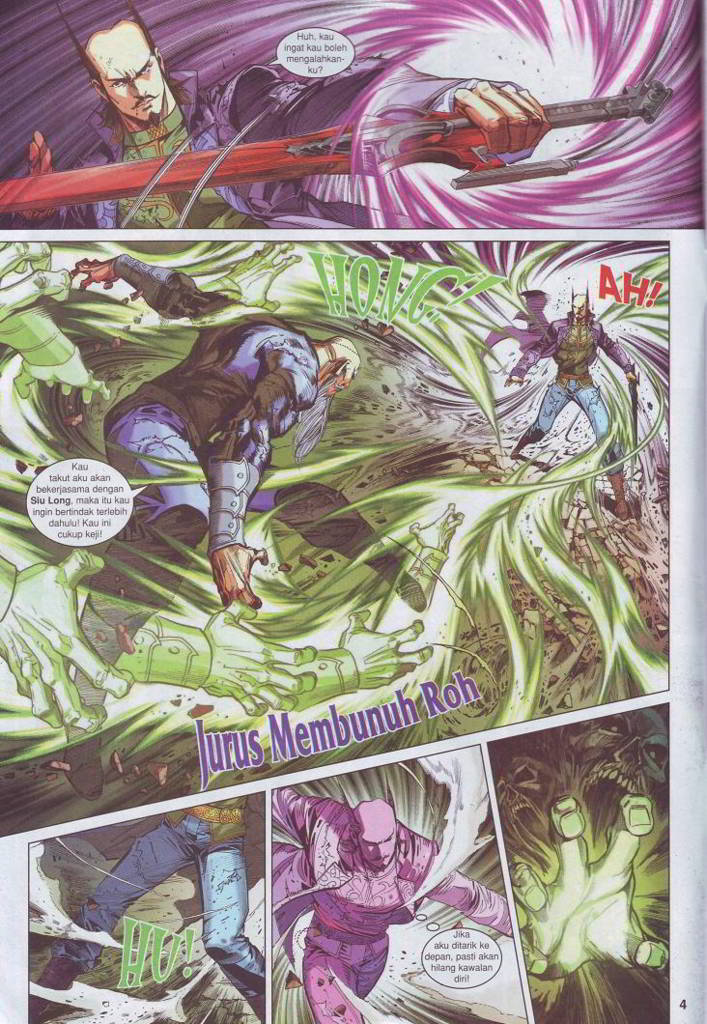 Huh, kau
ingat kau boleh
mengalahkan-
ku?
HONG!
AH!
Kau
takut aku akan
bekerjasama dengan
Siu Long, maka itu kau
ingin bertindak terlebih
dahulu! Kau ini
cukup keji!
Jurus Membunuh Roh
HU!
Jika
aku ditarik ke
depan, pasti akan
hilang kawalan
diri!
4